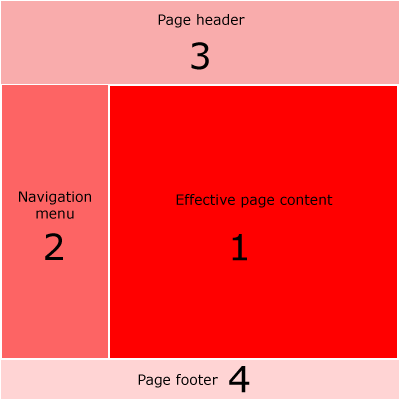 Page header
3
Navigation
menu
2
Effective page content
1
Page footer 4